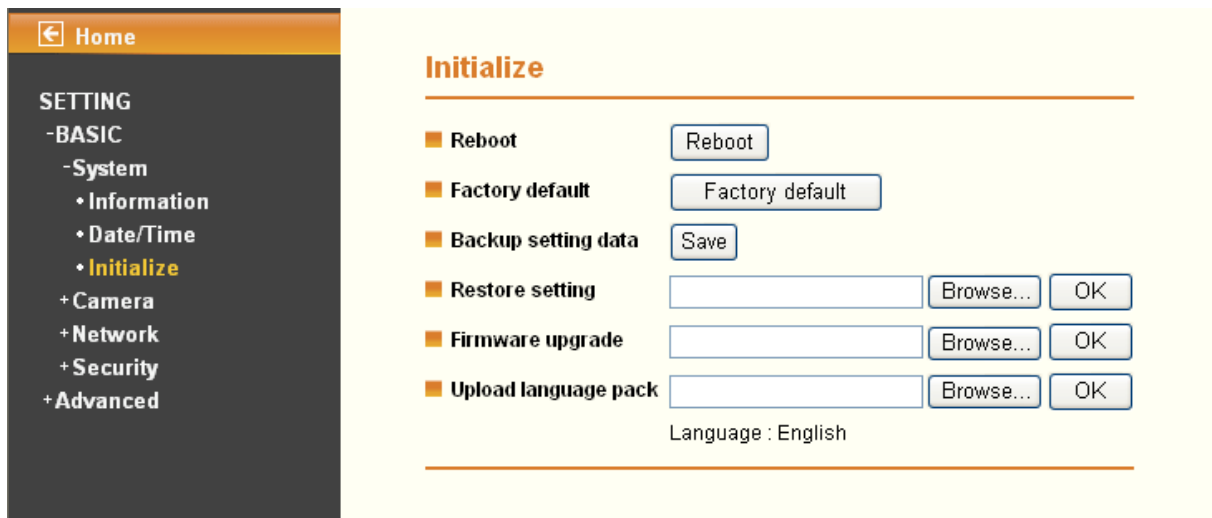 Home
SETTING
-BASIC
-System
•Information
•Date/Time
•Initialize
+Camera
+Network
+Security
+Advanced
Initialize
Reboot Reboot
Factory default Factory default
Backup setting data Save
Restore setting Browse... OK
Firmware upgrade Browse... OK
Upload language pack Browse... OK
Language : English